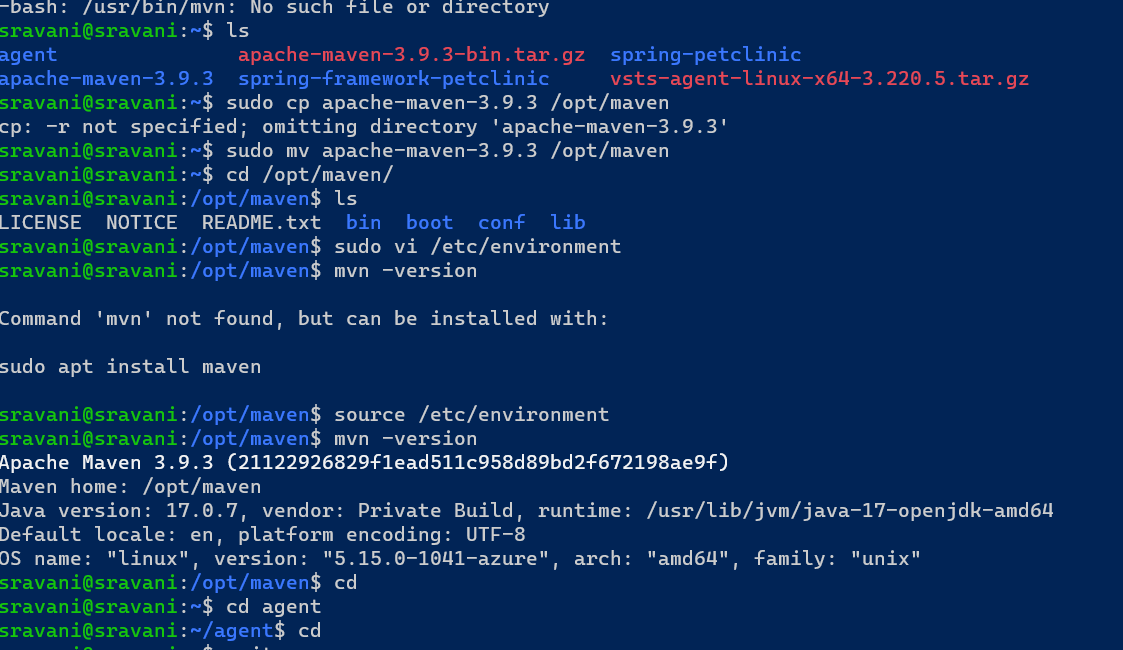 -bash: /usr/bin/mvn: No such file or directory
sravani@sravani:~$ ls
agent apache-maven-3.9.3-bin.tar.gz spring-petclinic
apache-maven-3.9.3 spring-framework-petclinic vsts-agent-linux-x64-3.220.5.tar.gz
sravani@sravani:~$ sudo cp apache-maven-3.9.3 /opt/maven
cp: -r not specified; omitting directory 'apache-maven-3.9.3'
sravani@sravani:~$ sudo mv apache-maven-3.9.3 /opt/maven
sravani@sravani:~$ cd /opt/maven/
sravani@sravani:/opt/maven$ ls
LICENSE NOTICE README.txt bin boot conf lib
sravani@sravani:/opt/maven$ sudo vi /etc/environment
sravani@sravani:/opt/maven$ mvn -version
Command 'mvn' not found, but can be installed with:
sudo apt install maven
sravani@sravani:/opt/maven$ source /etc/environment
sravani@sravani:/opt/maven$ mvn -version
Apache Maven 3.9.3 (21122926829f1ead511c958d89bd2f672198ae9f)
Maven home: /opt/maven
Java version: 17.0.7, vendor: Private Build, runtime: /usr/lib/jvm/java-17-openjdk-amd64
Default locale: en, platform encoding: UTF-8
OS name: "linux", version: "5.15.0-1041-azure", arch: "amd64", family: "unix"
sravani@sravani:/opt/maven$ cd
sravani@sravani:~$ cd agent
sravani@sravani:~/agent$ cd